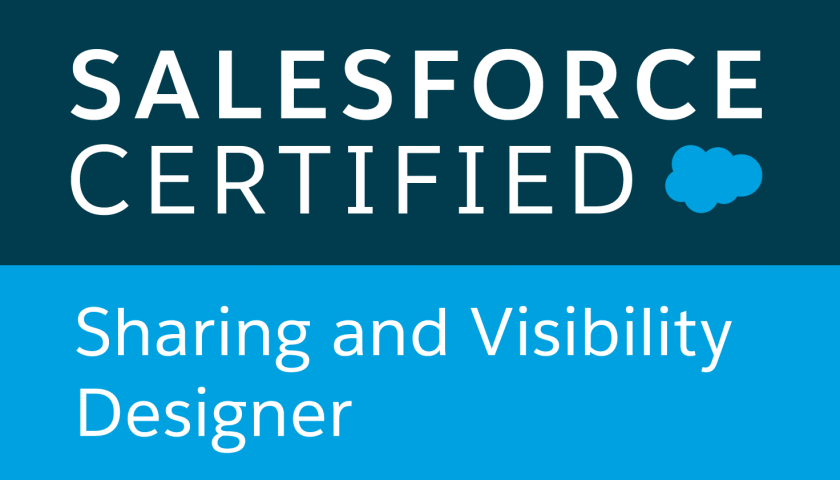 SALESFORCE
CERTIFIED
Sharing and Visibility
Designer